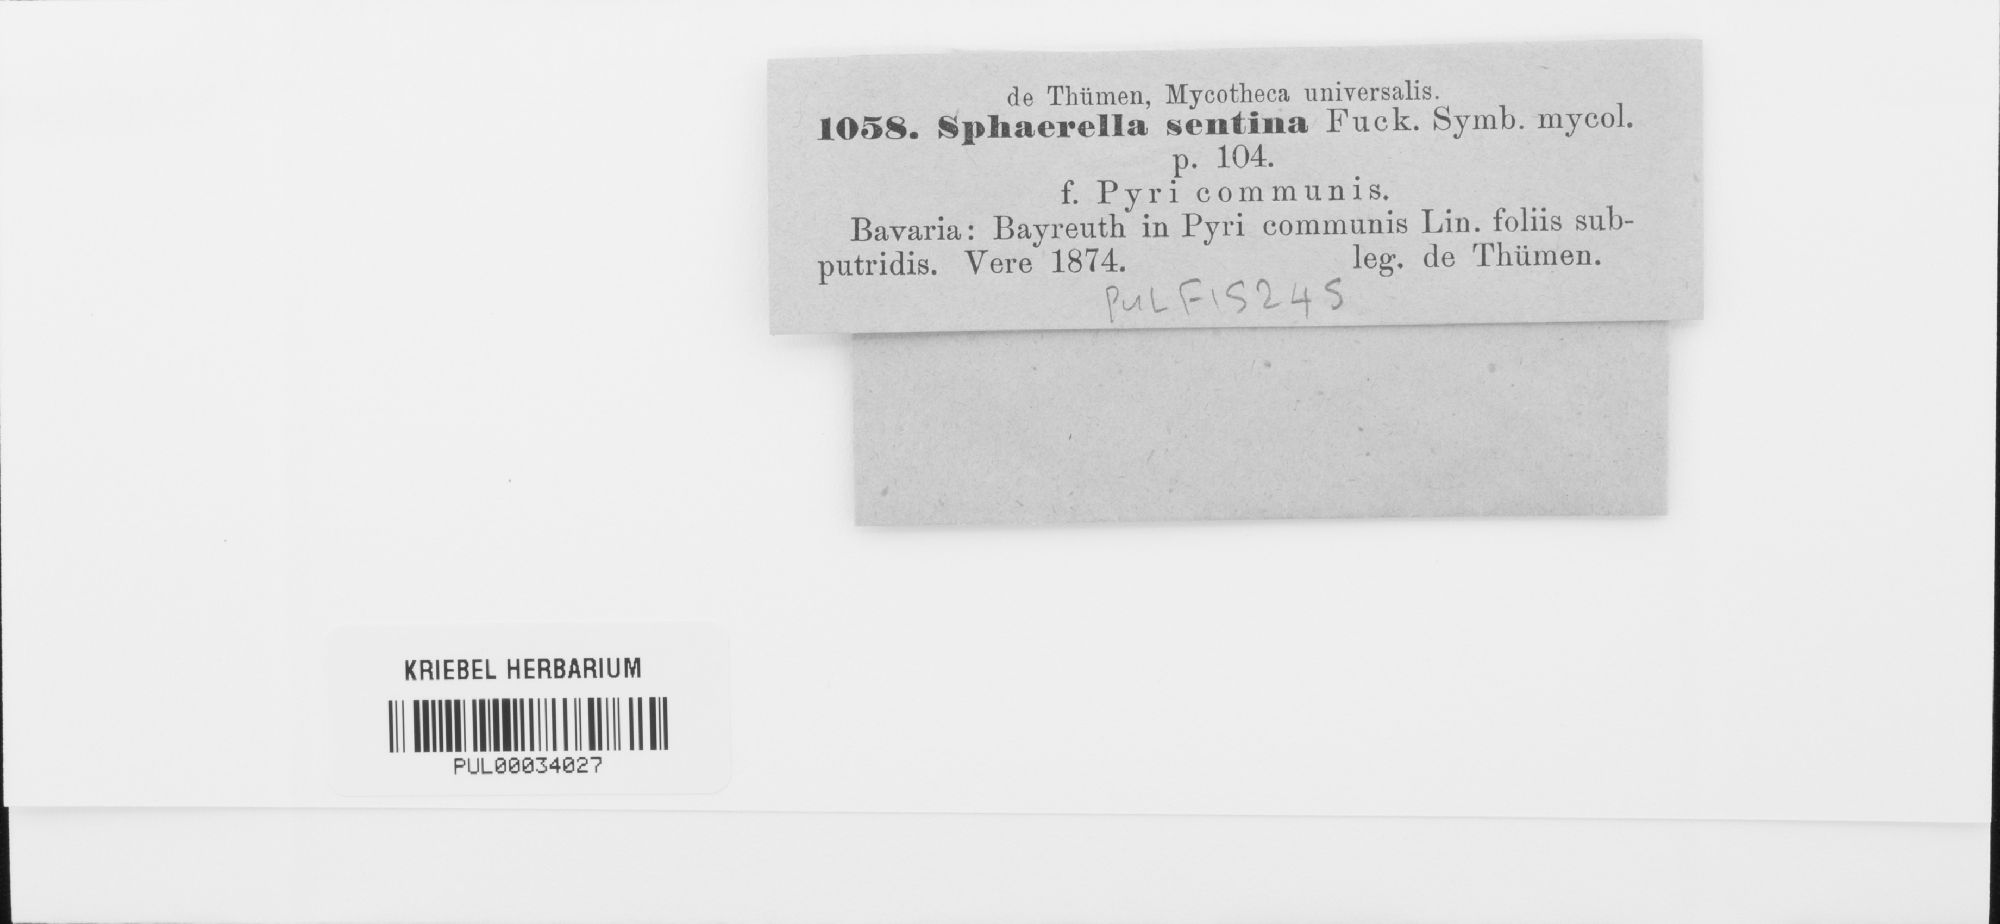 de Thümen, Mycotheca universalis.
1058. Sphaerella sentina Fuck. Symb. mycol.
p. 104.
f. Pyri communis.
Bavaria: Bayreuth in Pyri communis Lin. foliis sub-
putridis. Vere 1874. leg. de Thümen.
PUL F15245
KRIEBEL HERBARIUM
PUL00034027